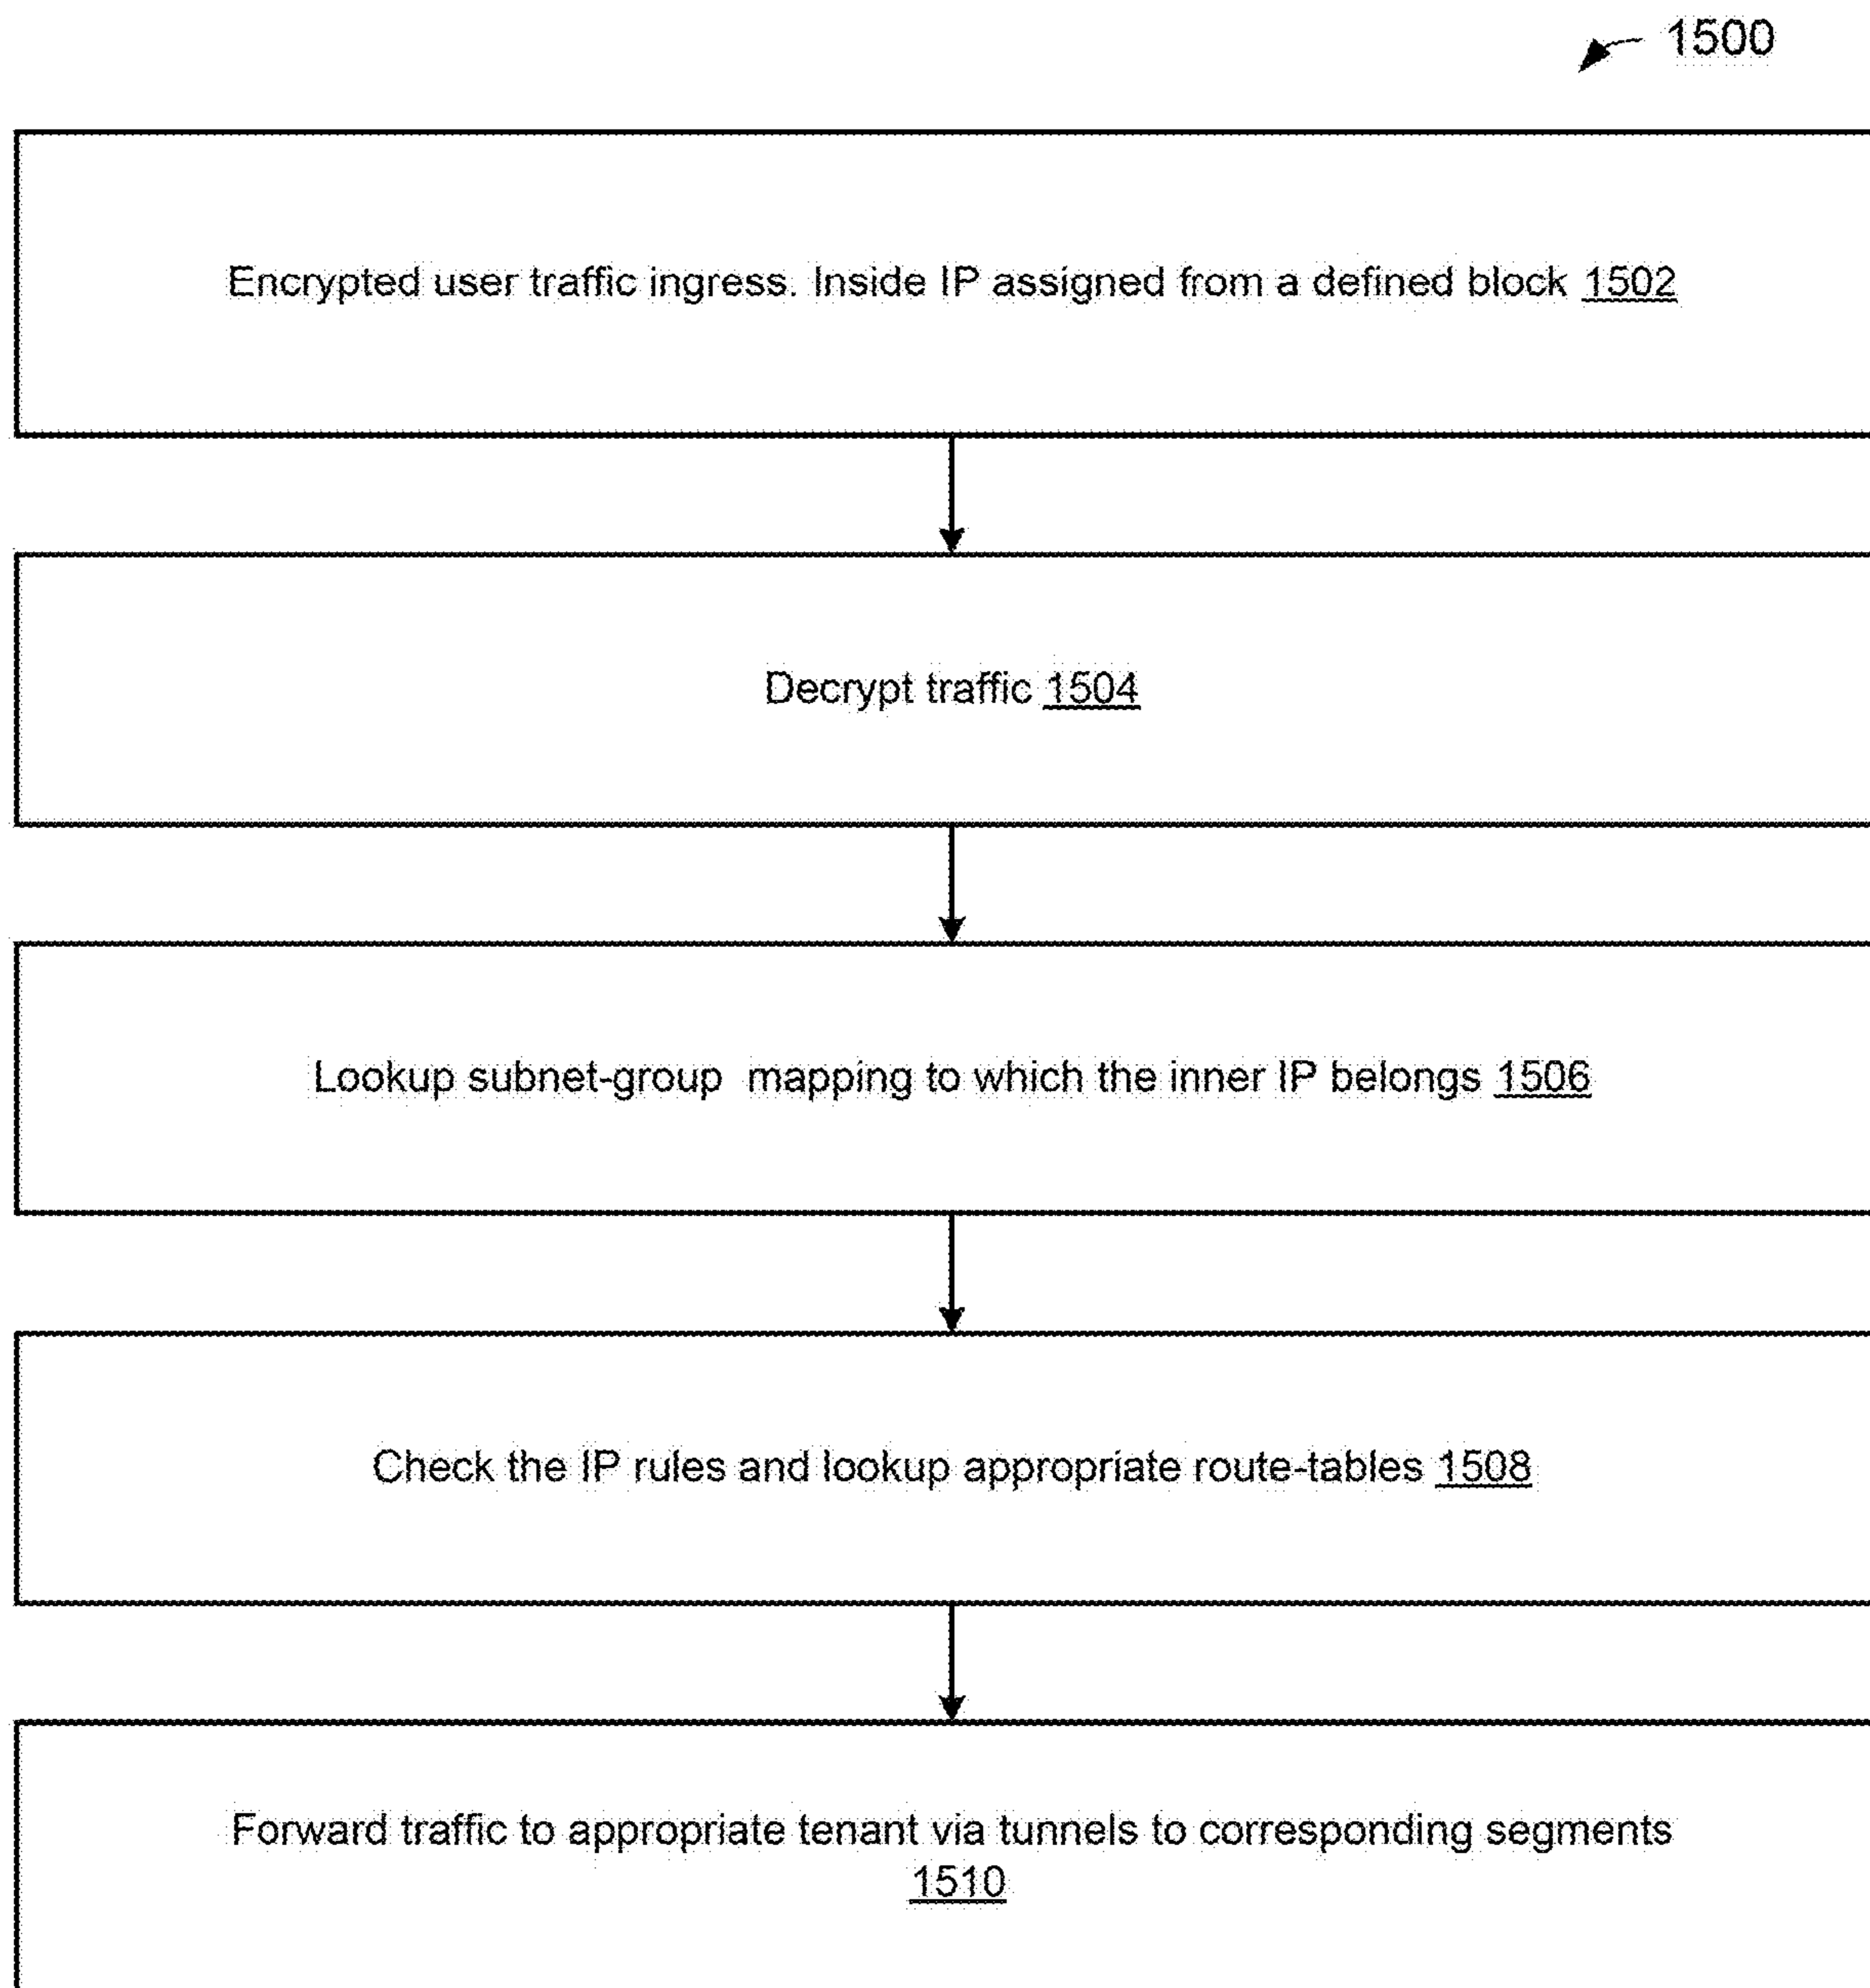 1500
Encrypted user traffic ingress. Inside IP assigned from a defined block 1502
Decrypt traffic 1504
Lookup subnet-group mapping to which the inner IP belongs 1506
Check the IP rules and lookup appropriate route-tables 1508
Forward traffic to appropriate tenant via tunnels to corresponding segments
1510